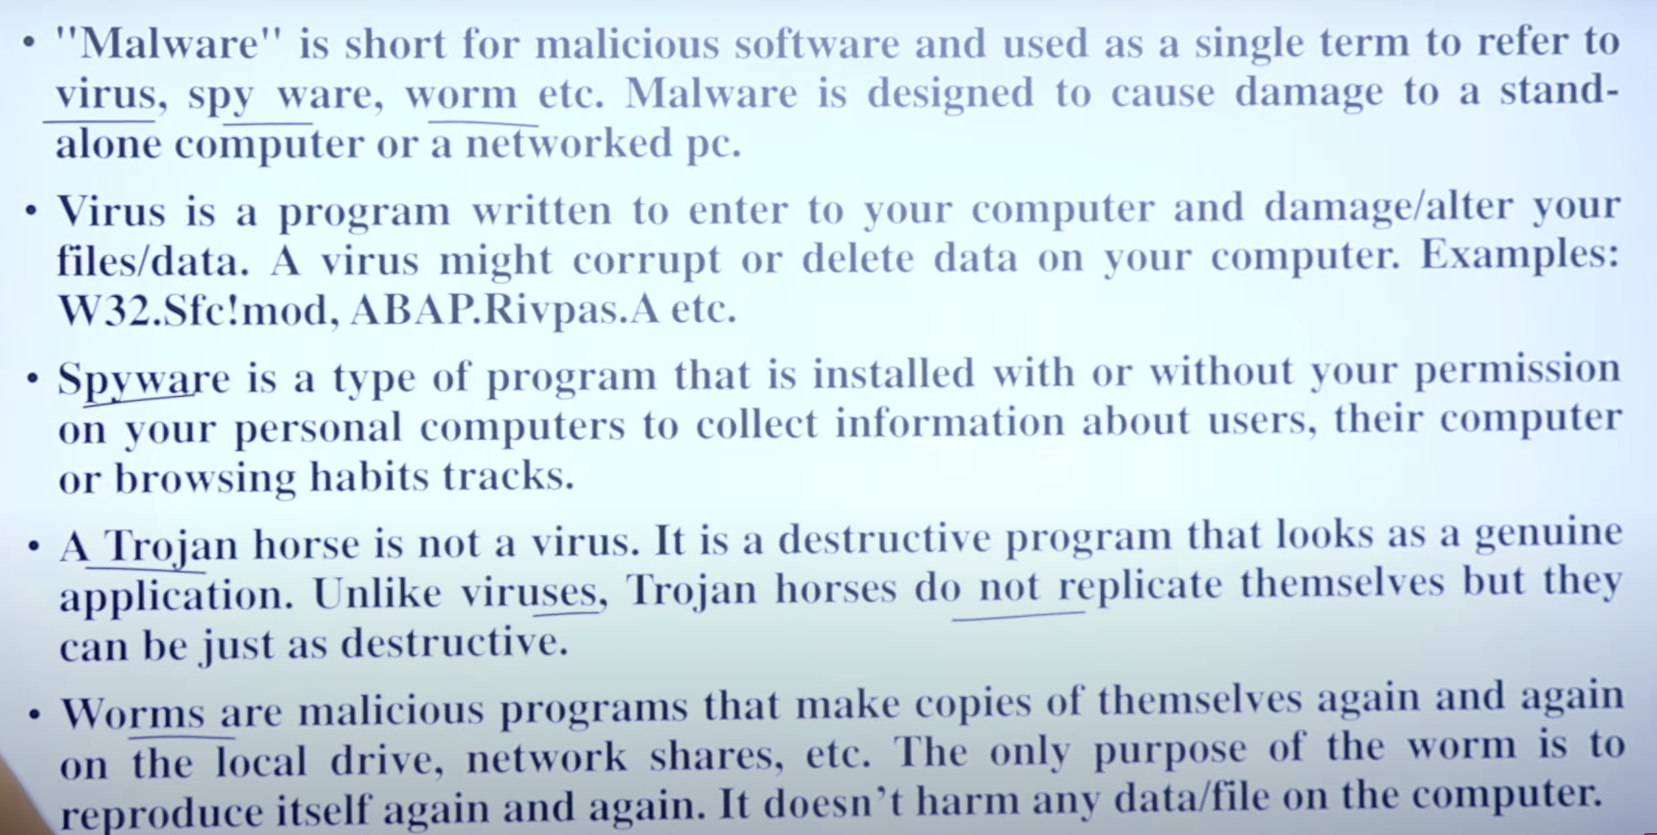 • "Malware" is short for malicious software and used as a single term to refer to
virus, spy ware, worm etc. Malware is designed to cause damage to a stand-
alone computer or a networked pc.
• Virus is a program written to enter to your computer and damage/alter your
files/data. A virus might corrupt or delete data on your computer. Examples:
W32.Sfc!mod, ABAP.Rivpas.A etc.
• Spyware is a type of program that is installed with or without your permission
on your personal computers to collect information about users, their computer
or browsing habits tracks.
• A Trojan horse is not a virus. It is a destructive program that looks as a genuine
application. Unlike viruses, Trojan horses do not replicate themselves but they
can be just as destructive.
• Worms are malicious programs that make copies of themselves again and again
on the local drive, network shares, etc. The only purpose of the worm is to
reproduce itself again and again. It doesn’t harm any data/file on the computer.